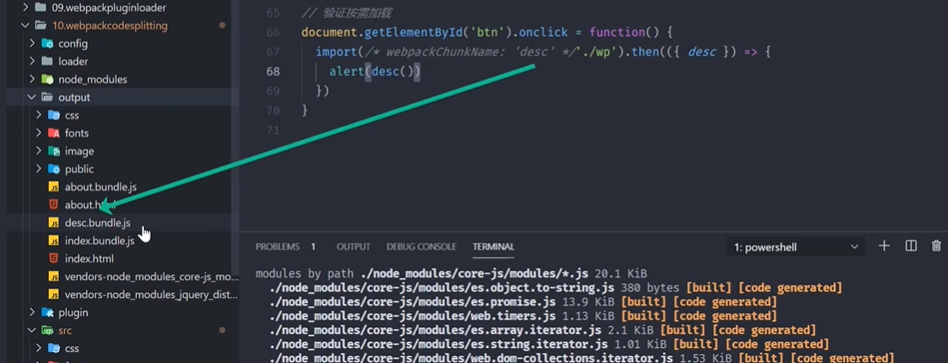 09.webpackpluginloader
10.webpackcodesplitting
config
loader
node_modules
output
css
fonts
image
public
about.bundle.js
about.html
desc.bundle.js
index.bundle.js
index.html
vendors-node_modules_core-js_mo...
vendors-node_modules_jquery_dist...
plugin
src
css
65 // 验证按需加载
66 document.getElementById('btn').onclick = function() {
67 import(/* webpackChunkName: 'desc' */'./wp').then(({ desc }) => {
68 alert(desc())
69 })
70 }
71
PROBLEMS 1 OUTPUT DEBUG CONSOLE TERMINAL 1: powershell
modules by path ./node_modules/core-js/modules/*.js 20.1 KiB
./node_modules/core-js/modules/es.object.to-string.js 380 bytes [built] [code generated]
./node_modules/core-js/modules/es.promise.js 13.9 KiB [built] [code generated]
./node_modules/core-js/modules/web.timers.js 1.13 KiB [built] [code generated]
./node_modules/core-js/modules/es.array.iterator.js 2.1 KiB [built] [code generated]
./node_modules/core-js/modules/es.string.iterator.js 1.01 KiB [built] [code generated]
./node_modules/core-js/modules/web.dom-collections.iterator.js 1.53 KiB [built] [code generated]